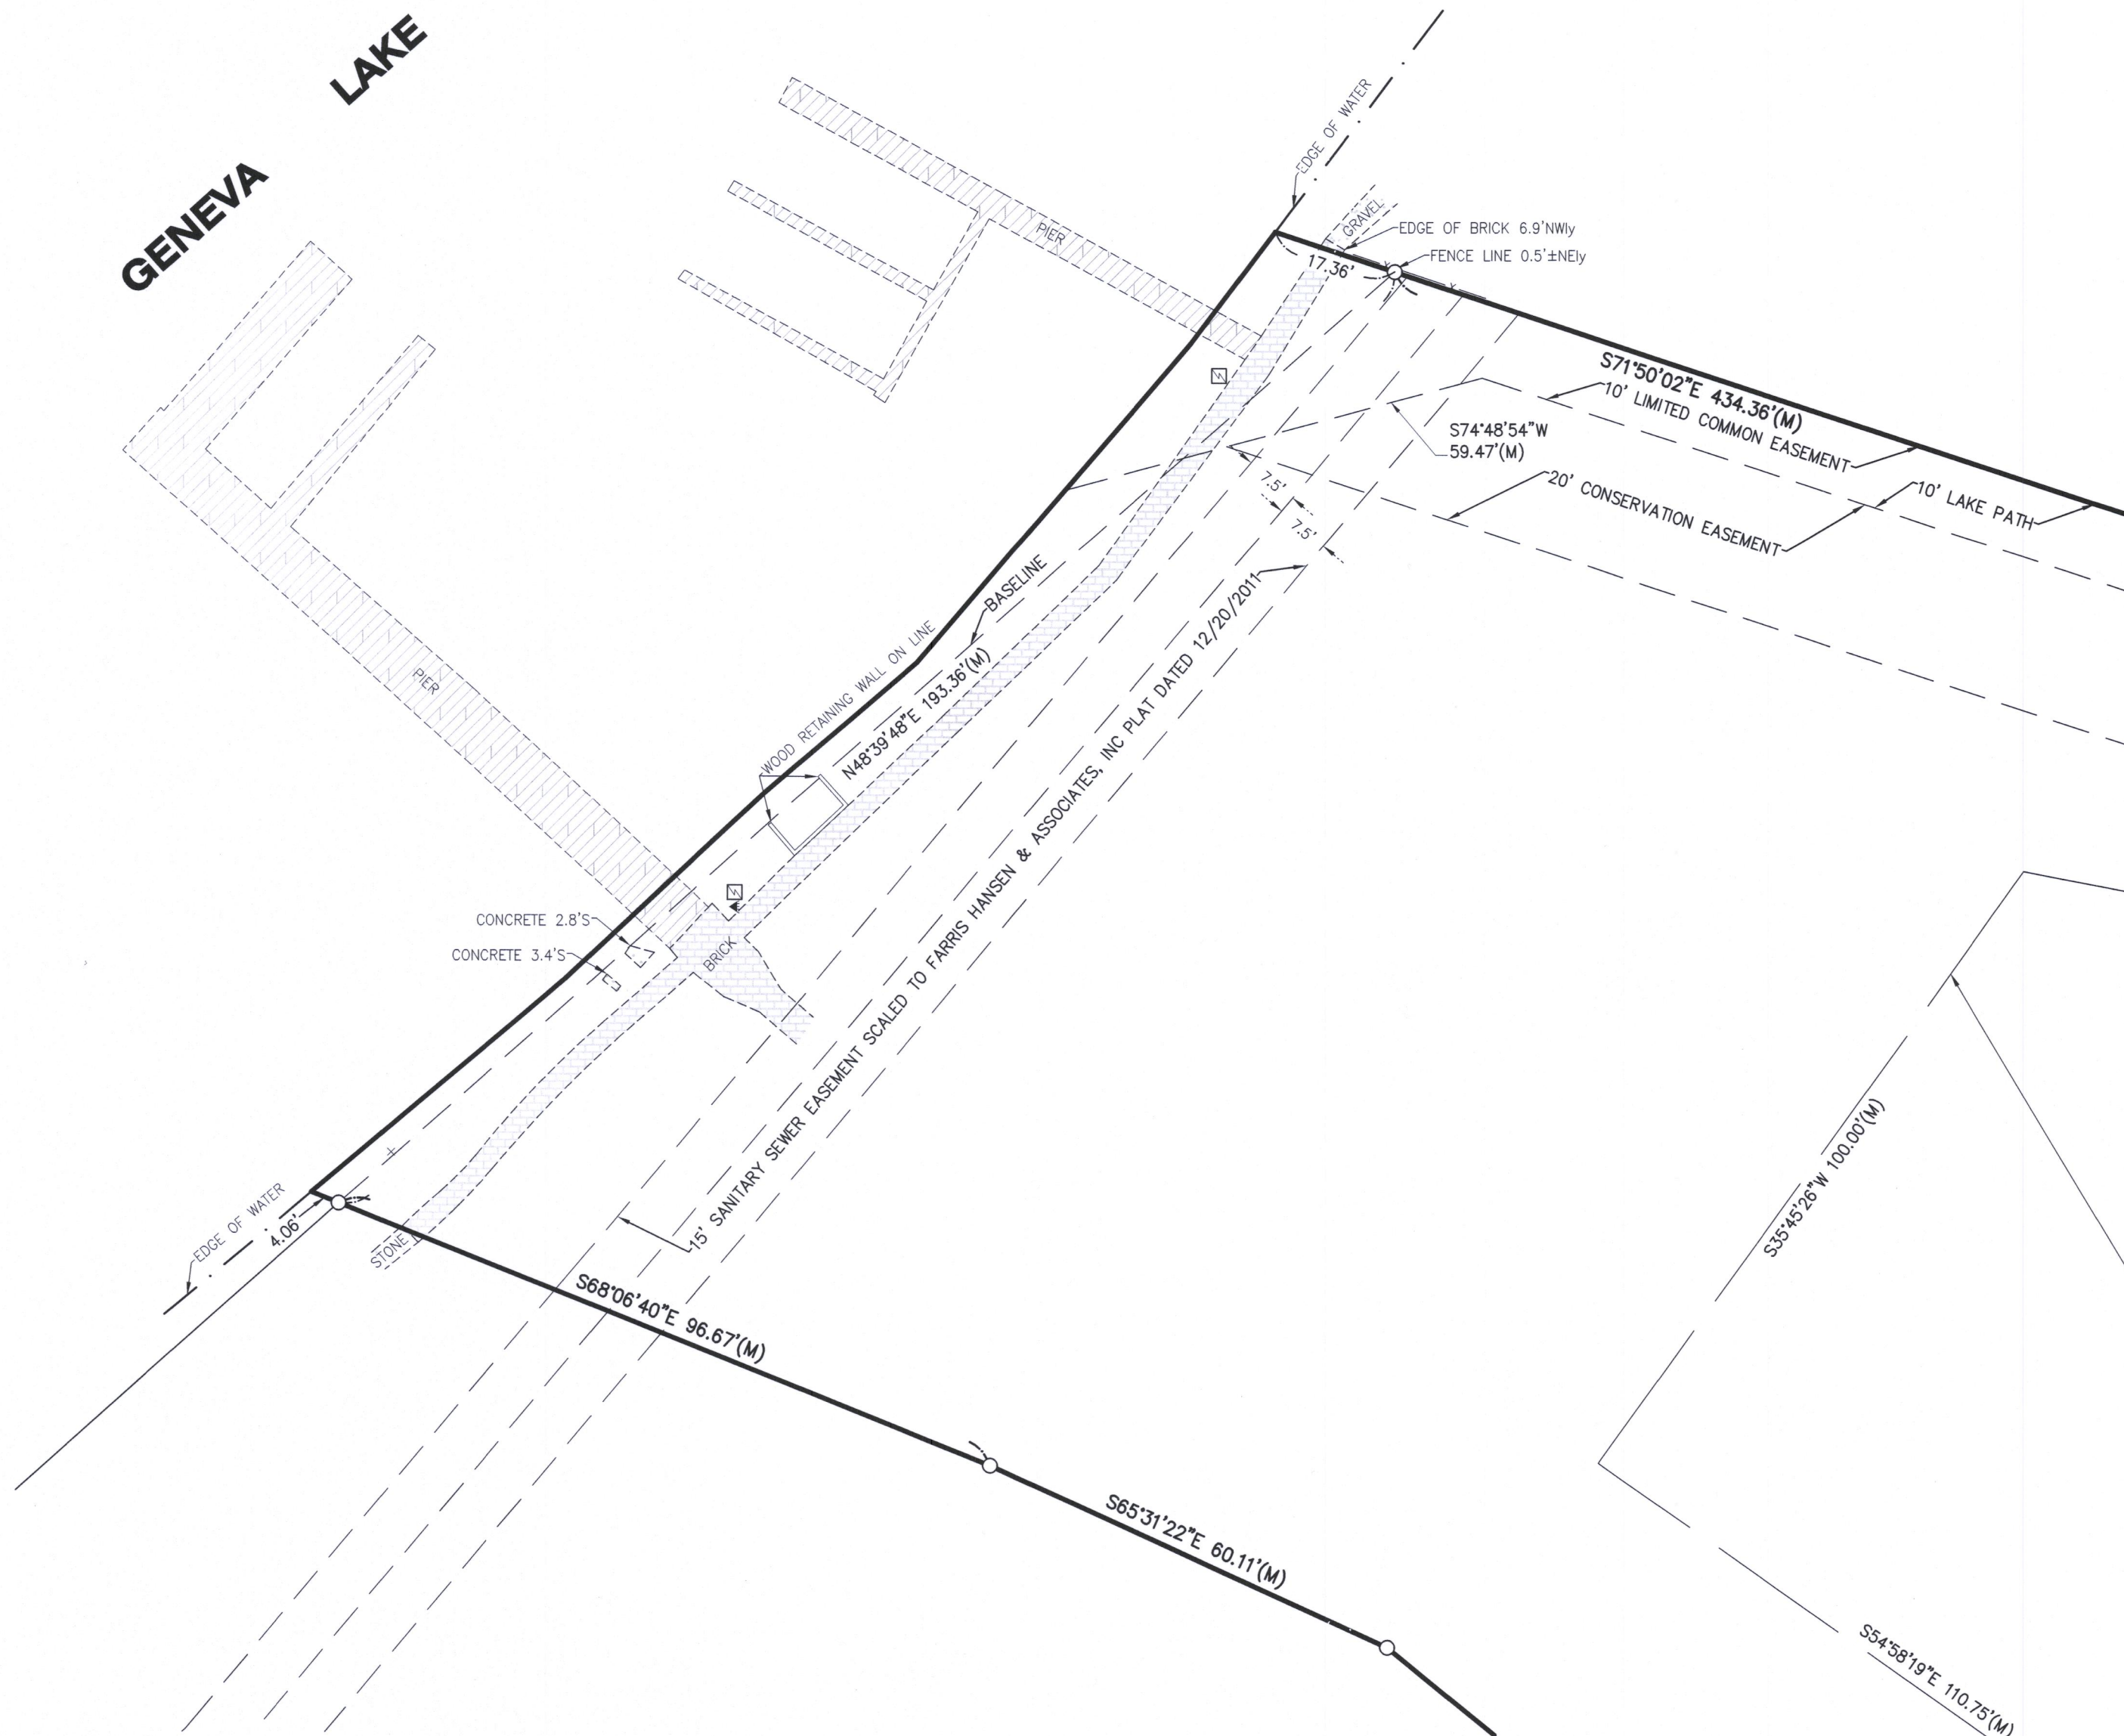 GENEVA LAKE
EDGE OF WATER
GRAVEL
EDGE OF BRICK 6.9'NWly
FENCE LINE 0.5'±NEly
17.36'
PIER
S71°50'02"E 434.36'(M)
10' LIMITED COMMON EASEMENT
S74°48'54"W
59.47'(M)
20' CONSERVATION EASEMENT
10' LAKE PATH
7.5'
7.5'
BASELINE
N48°39'48"E 193.36'(M)
WOOD RETAINING WALL ON LINE
PIER
15' SANITARY SEWER EASEMENT SCALED TO FARRIS HANSEN & ASSOCIATES, INC PLAT DATED 12/20/2011
CONCRETE 2.8'S
CONCRETE 3.4'S
BRICK
EDGE OF WATER
4.06'
STONE
S68°06'40"E 96.67'(M)
S65°31'22"E 60.11'(M)
S35°45'26"W 100.00'(M)
S54°58'19"E 110.75'(M)